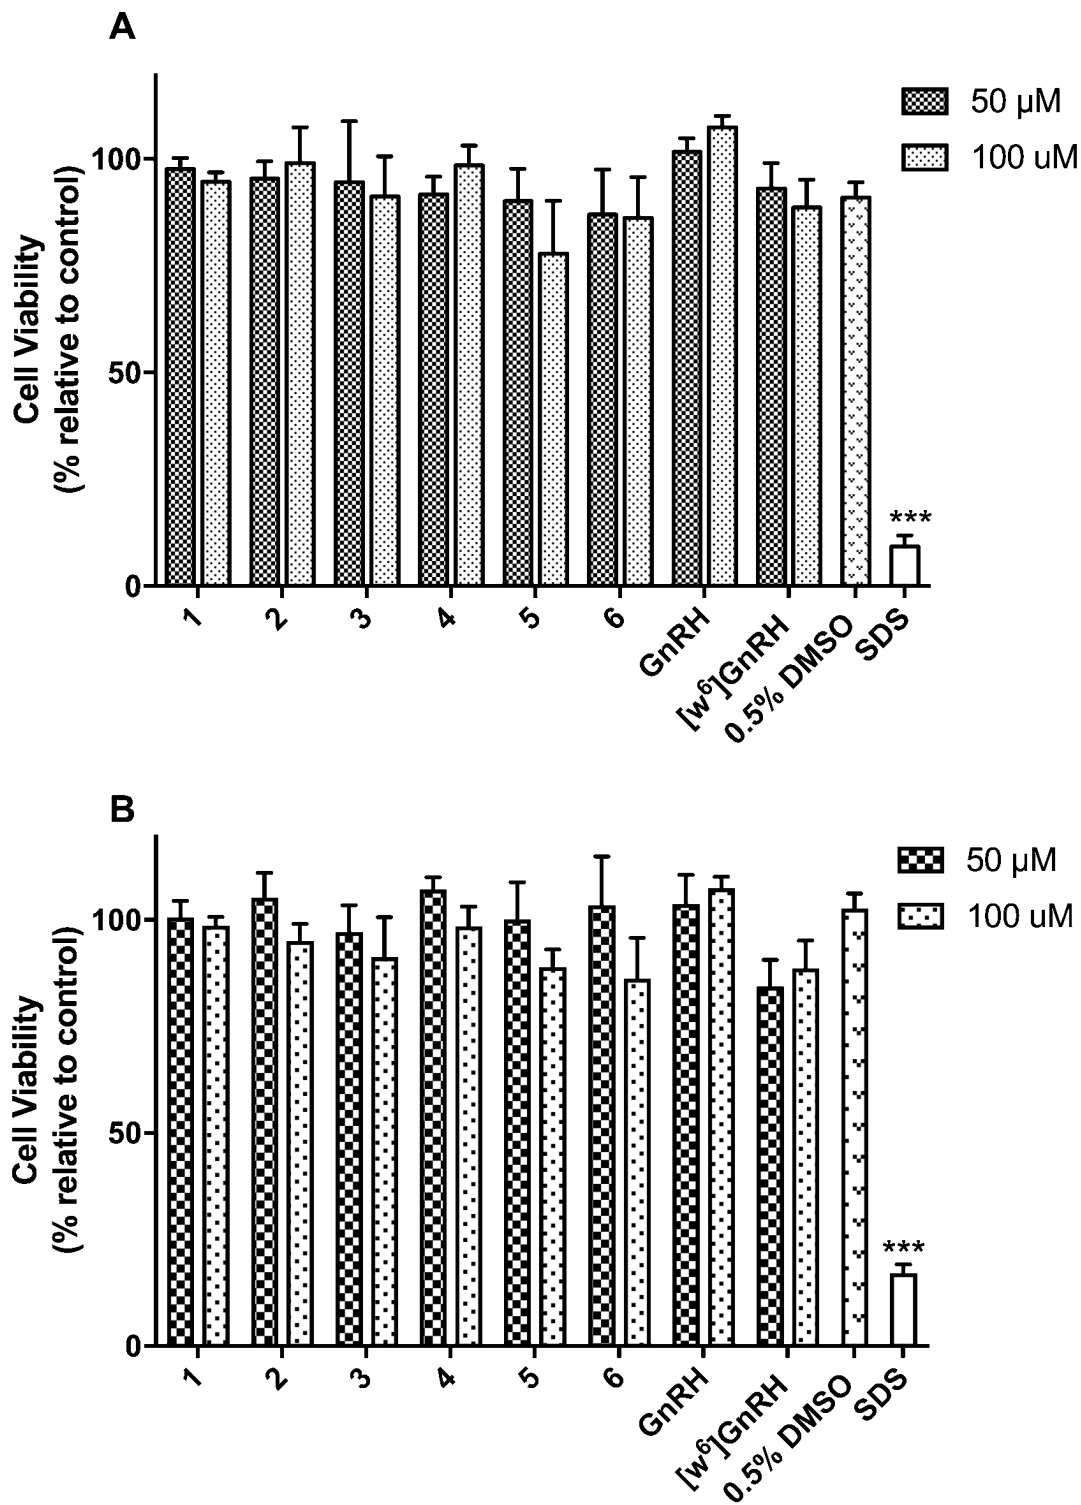 A
50 µM
100 uM
Cell Viability
(% relative to control)
100
50
0
1
2
3
4
5
6
GnRH
[w⁶]GnRH
0.5% DMSO
SDS
***
B
50 µM
100 uM
Cell Viability
(% relative to control)
100
50
0
1
2
3
4
5
6
GnRH
[w⁶]GnRH
0.5% DMSO
SDS
***